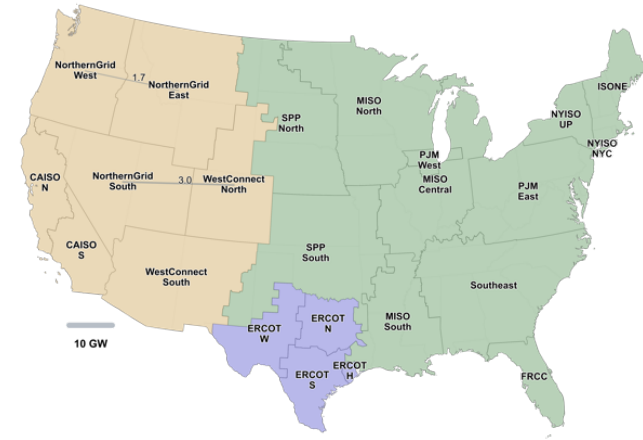 NorthernGrid
West
1.7
NorthernGrid
East
SPP
North
MISO
North
ISONE
NYISO
UP
NYISO
NYC
PJM
West
MISO
Central
PJM
East
CAISO
N
NorthernGrid
South
3.0
WestConnect
North
CAISO
S
WestConnect
South
SPP
South
Southeast
10 GW
ERCOT
W
ERCOT
N
MISO
South
ERCOT
S
ERCOT
H
FRCC